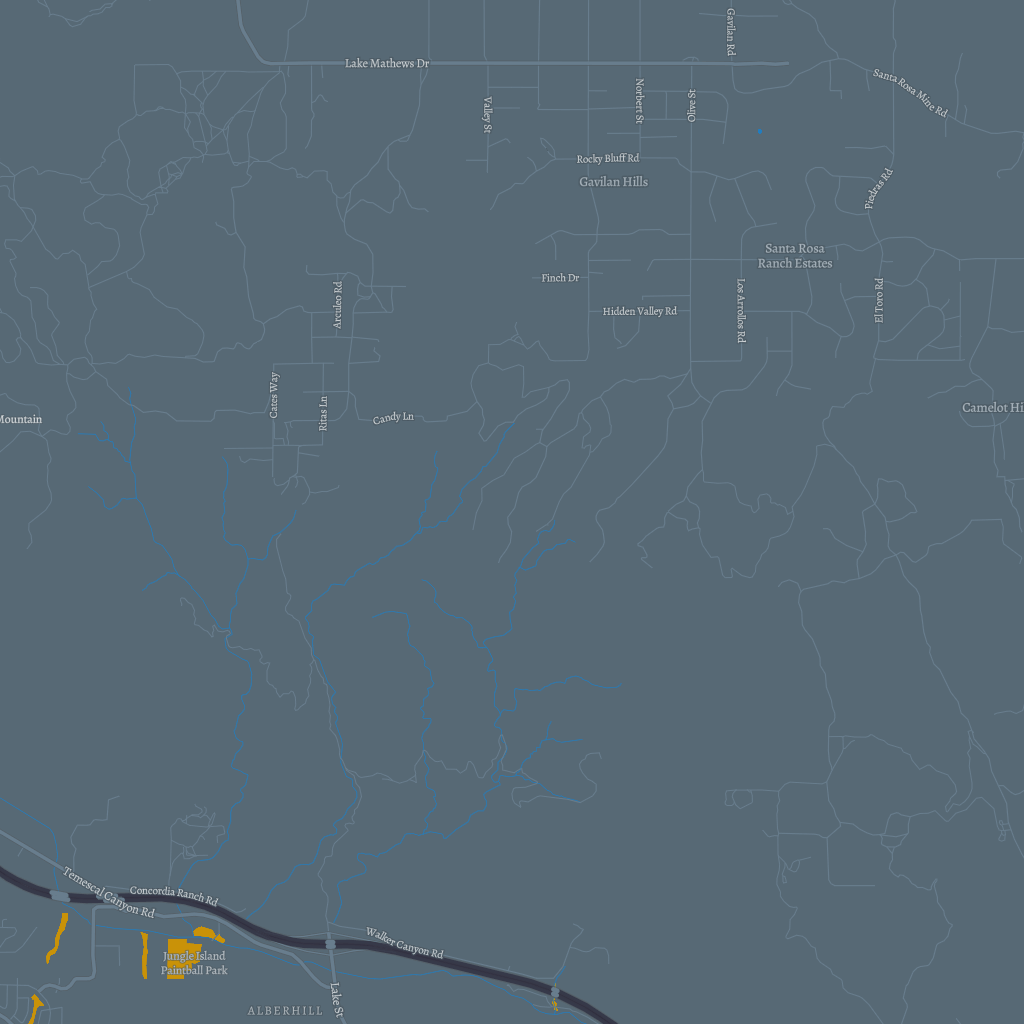 Gavilan Rd
Lake Mathews Dr
Santa Rosa Mine Rd
Valley St
Norbert St
Olive St
Rocky Bluff Rd
Gavilan Hills
Piedras Rd
Santa Rosa
Ranch Estates
Finch Dr
Arculeo Rd
Los Arrollos Rd
El Toro Rd
Hidden Valley Rd
Cates Way
Ritas Ln
Candy Ln
Mountain
Camelot Hi
Temescal Canyon Rd
Concordia Ranch Rd
Walker Canyon Rd
Jungle Island
Paintball Park
Lake St
ALBERHILL